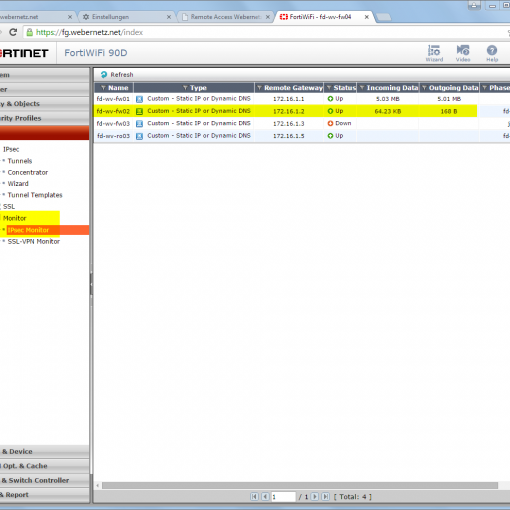 webernetz.net/
Einstellungen
Remote Access Webernet
FortiWiFi - fd-wv-fw04
https://fg.webernetz.net/index
RTINET FortiWiFi 90D
Wizard Video Help
em
er
y & Objects
rity Profiles
IPsec
Tunnels
Concentrator
Wizard
Tunnel Templates
SSL
Monitor
IPsec Monitor
SSL-VPN Monitor
& Device
Opt. & Cache
& Switch Controller
& Report
Refresh
Name Type Remote Gateway Status Incoming Data Outgoing Data Phase
fd-wv-fw01 Custom - Static IP or Dynamic DNS 172.16.1.1 Up 5.03 MB 5.01 MB
fd-wv-fw02 Custom - Static IP or Dynamic DNS 172.16.1.2 Up 64.23 KB 168 B fd-
fd-wv-fw03 Custom - Static IP or Dynamic DNS 172.16.1.3 Down
fd-wv-ro03 Custom - Static IP or Dynamic DNS 172.16.1.5 Up fd-
1 / 1 [ Total: 4 ]